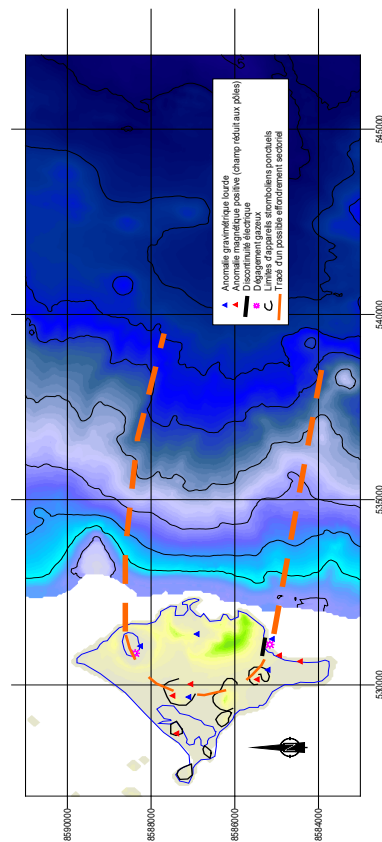 Anomalie gravimétrique lourde
Anomalie magnétique positive (champ réduit aux pôles)
Discontinuité électrique
Dégagement gazeux
Limites d'appareils stromboliens ponctuels
Tracé d'un possible effondrement sectoriel
530000
535000
540000
545000
8590000
8588000
8586000
8584000
N